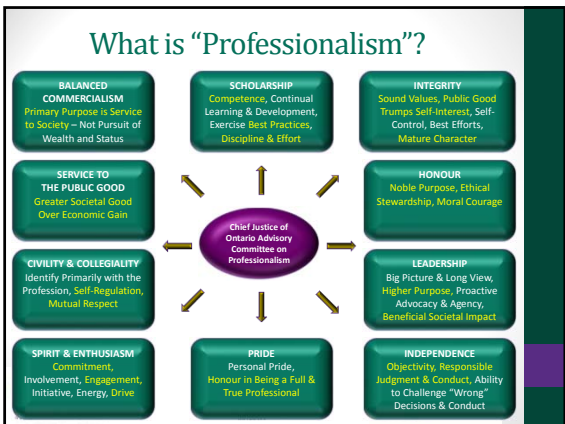 What is “Professionalism”?
BALANCED
COMMERCIALISM
Primary Purpose is Service
to Society – Not Pursuit of
Wealth and Status
SCHOLARSHIP
Competence, Continual
Learning & Development,
Exercise Best Practices,
Discipline & Effort
INTEGRITY
Sound Values, Public Good
Trumps Self-Interest, Self-
Control, Best Efforts,
Mature Character
SERVICE TO
THE PUBLIC GOOD
Greater Societal Good
Over Economic Gain
Chief Justice of
Ontario Advisory
Committee on
Professionalism
HONOUR
Noble Purpose, Ethical
Stewardship, Moral Courage
CIVILITY & COLLEGIALITY
Identify Primarily with the
Profession, Self-Regulation,
Mutual Respect
LEADERSHIP
Big Picture & Long View,
Higher Purpose, Proactive
Advocacy & Agency,
Beneficial Societal Impact
SPIRIT & ENTHUSIASM
Commitment,
Involvement, Engagement,
Initiative, Energy, Drive
PRIDE
Personal Pride,
Honour in Being a Full &
True Professional
INDEPENDENCE
Objectivity, Responsible
Judgment & Conduct, Ability
to Challenge “Wrong”
Decisions & Conduct